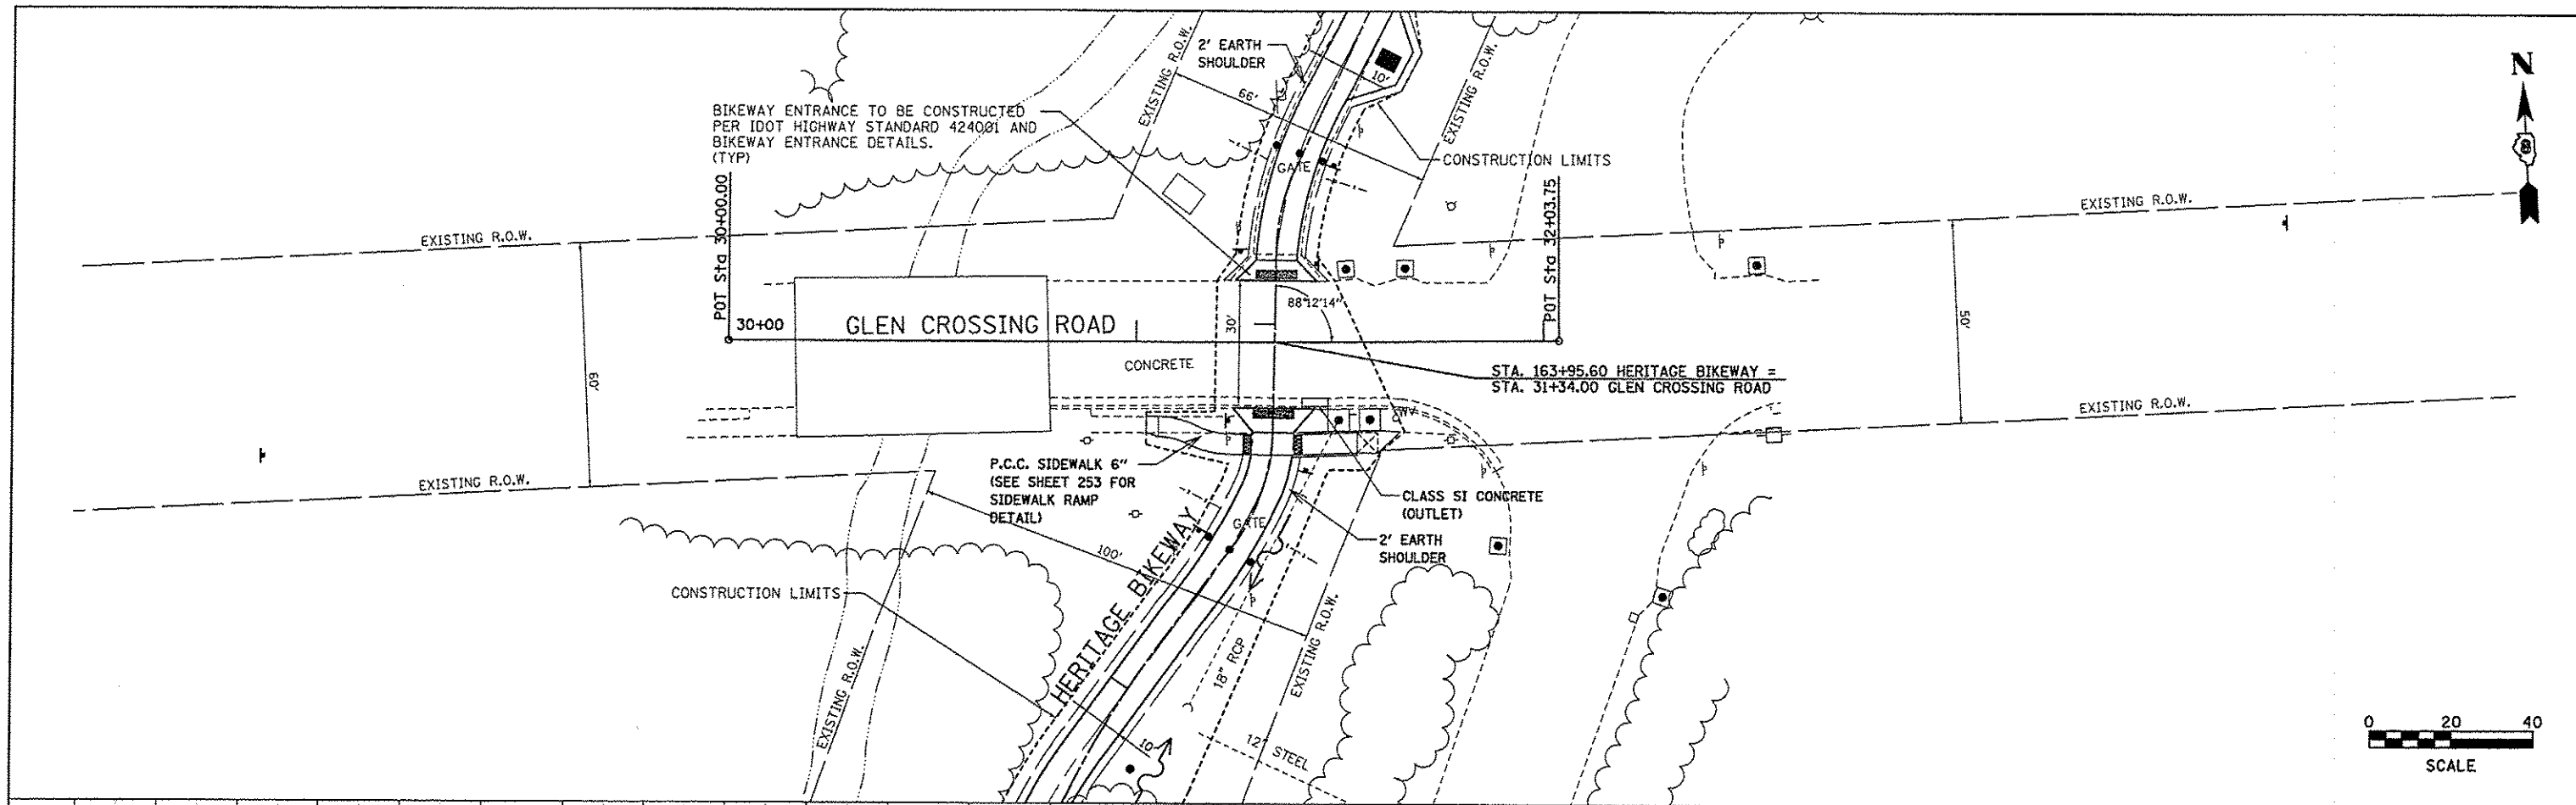 2' EARTH
SHOULDER
10'
EXISTING R.O.W.
66'
EXISTING R.O.W.
EXISTING R.O.W.
N
8
BIKEWAY ENTRANCE TO BE CONSTRUCTED
PER IDOT HIGHWAY STANDARD 424001 AND
BIKEWAY ENTRANCE DETAILS.
(TYP)
CONSTRUCTION LIMITS
GATE
POT Sta 30+00.00
POT Sta 32+03.75
EXISTING R.O.W.
EXISTING R.O.W.
88°12'14"
30+00
GLEN CROSSING ROAD
30'
50'
60'
CONCRETE
STA. 163+95.60 HERITAGE BIKEWAY =
STA. 31+34.00 GLEN CROSSING ROAD
EXISTING R.O.W.
WV
P.C.C. SIDEWALK 6"
(SEE SHEET 253 FOR
SIDEWALK RAMP
DETAIL)
EXISTING R.O.W.
CLASS SI CONCRETE
(OUTLET)
GATE
2' EARTH
SHOULDER
100'
HERITAGE BIKEWAY
CONSTRUCTION LIMITS
EXISTING R.O.W.
18" RCP
EXISTING R.O.W.
10'
12" STEEL
0 20 40
SCALE